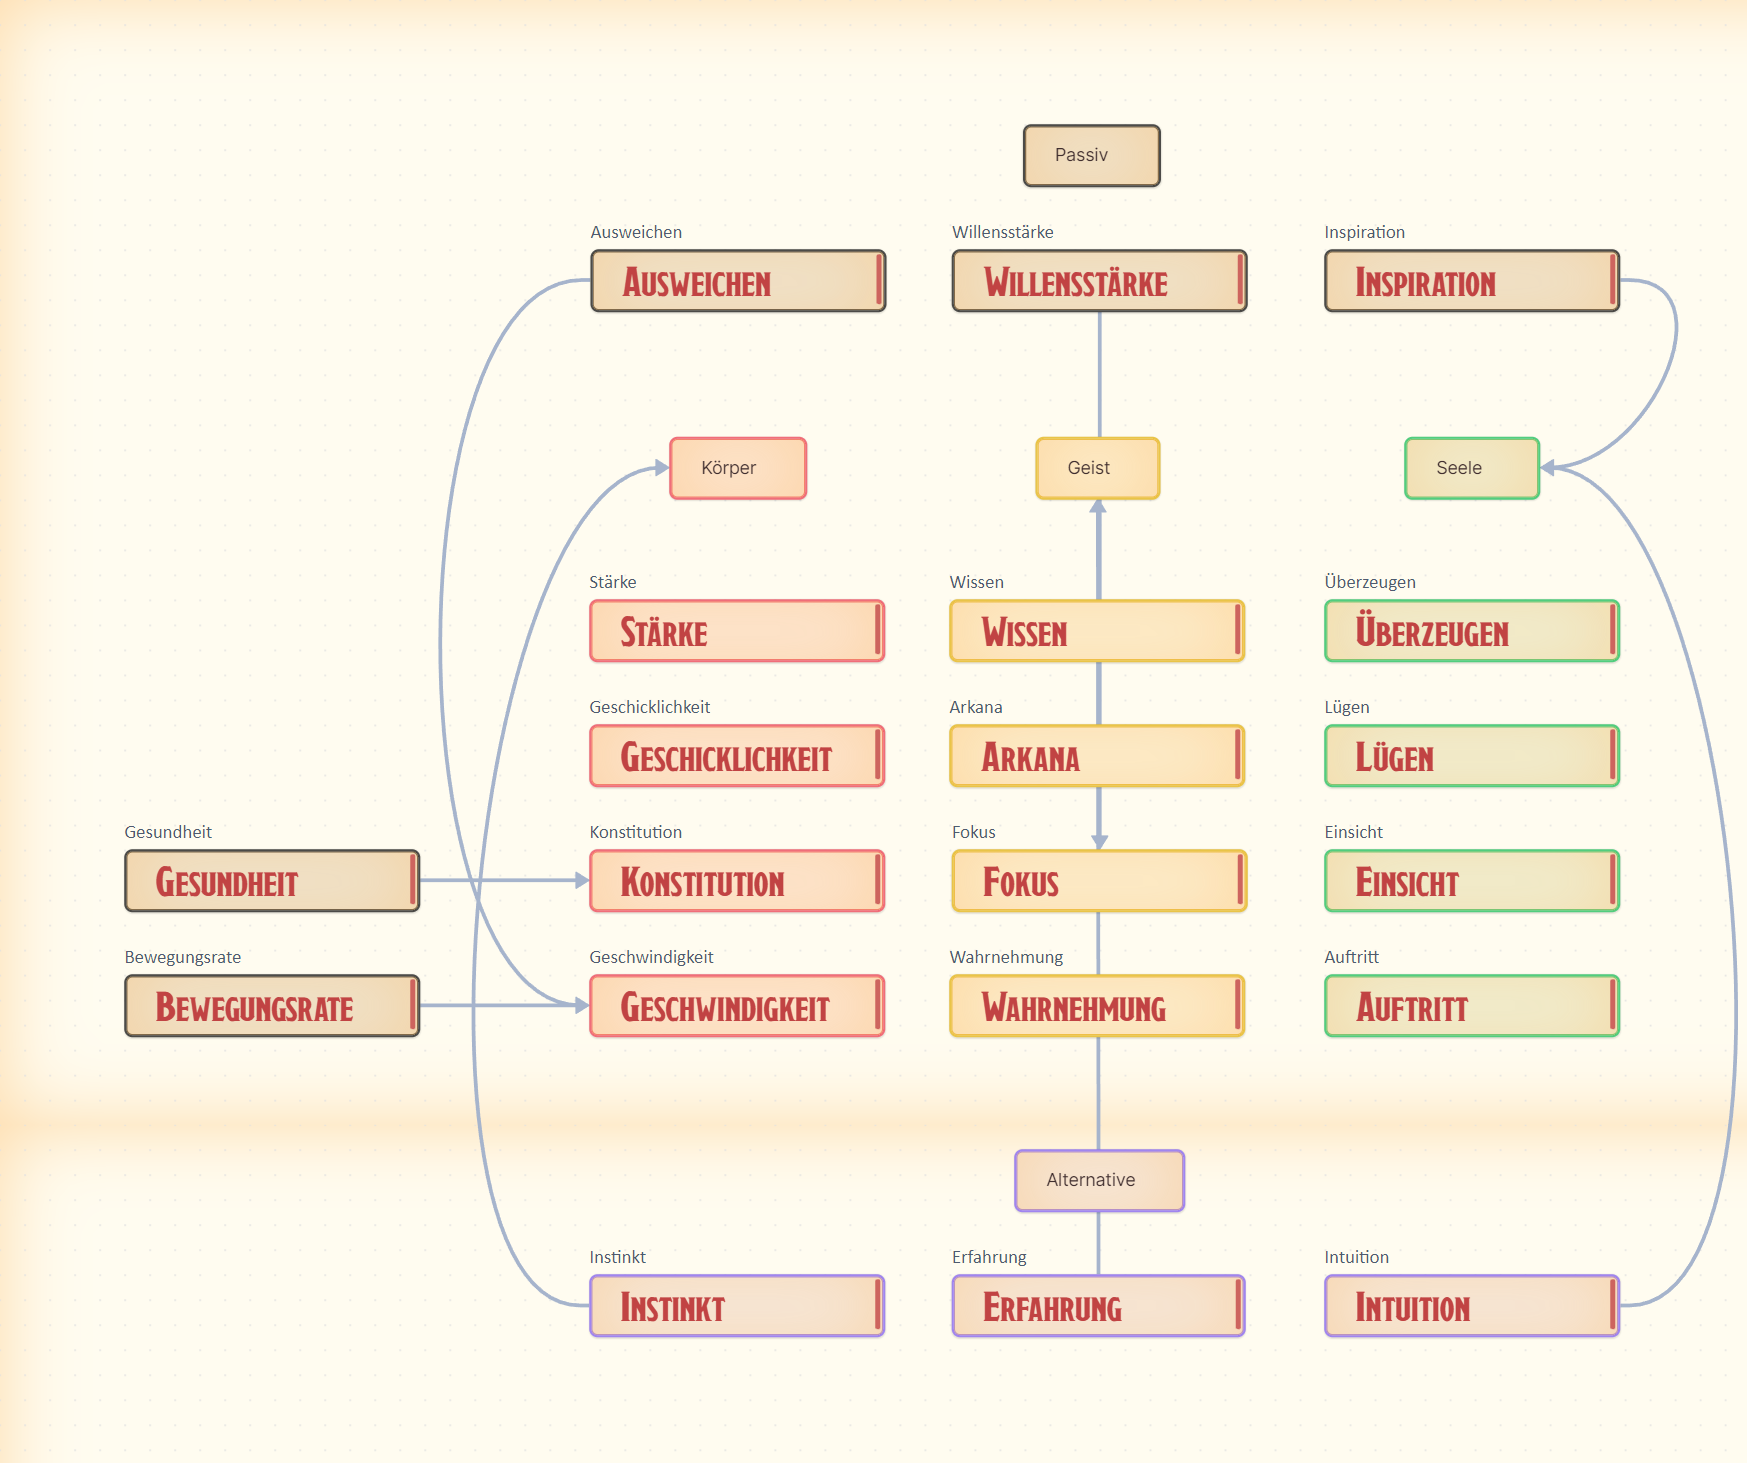 Passiv
Ausweichen
Willensstärke
Inspiration
Ausweichen
Willensstärke
Inspiration
Körper
Geist
Seele
Stärke
Wissen
Überzeugen
Stärke
Wissen
Überzeugen
Geschicklichkeit
Arkana
Lügen
Geschicklichkeit
Arkana
Lügen
Gesundheit
Konstitution
Fokus
Einsicht
Gesundheit
Konstitution
Fokus
Einsicht
Bewegungsrate
Geschwindigkeit
Wahrnehmung
Auftritt
Bewegungsrate
Geschwindigkeit
Wahrnehmung
Auftritt
Alternative
Instinkt
Erfahrung
Intuition
Instinkt
Erfahrung
Intuition